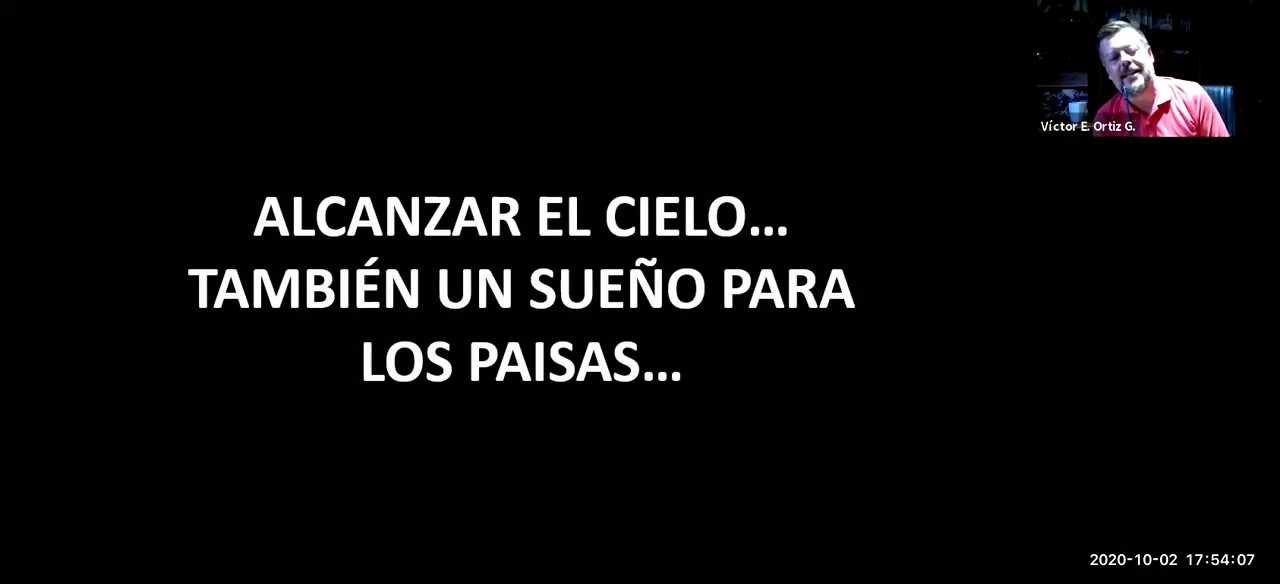 Víctor E. Ortiz G.
ALCANZAR EL CIELO...
TAMBIÉN UN SUEÑO PARA
LOS PAISAS...
2020-10-02 17:54:07